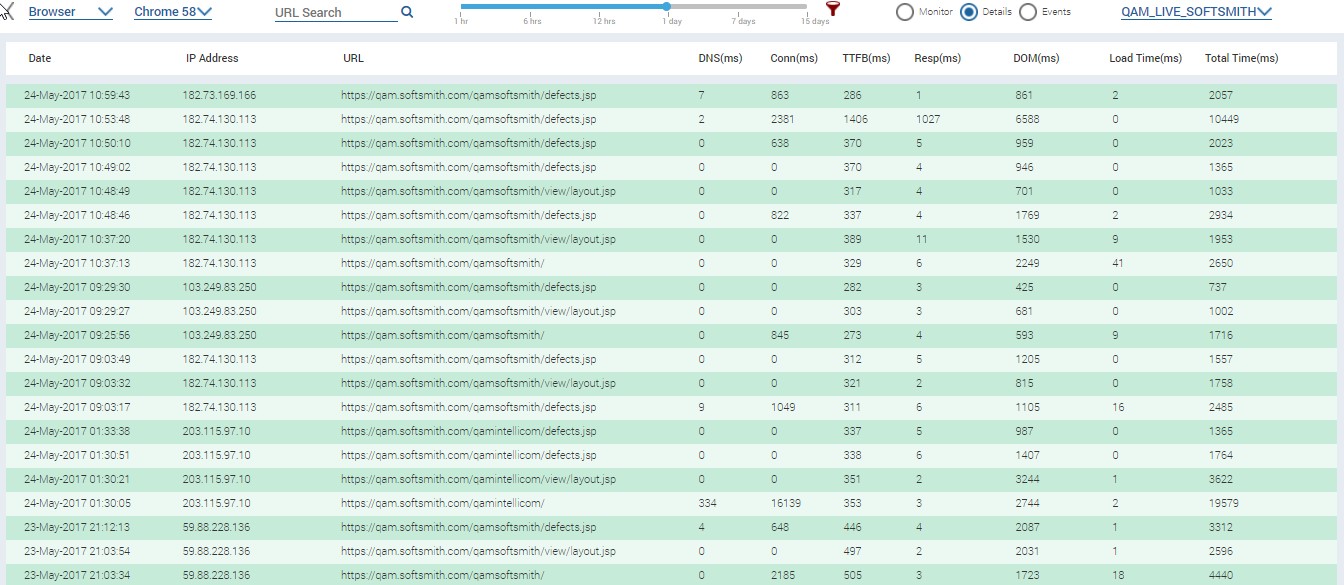 Browser Chrome 58 URL Search Monitor Details Events QAM_LIVE_SOFTSMITH
1 hr 6 hrs 12 hrs 1 day 7 days 15 days
Date IP Address URL DNS(ms) Conn(ms) TTFB(ms) Resp(ms) DOM(ms) Load Time(ms) Total Time(ms)
24-May-2017 10:59:43 182.73.169.166 https://qam.softsmith.com/qamsoftsmith/defects.jsp 7 863 286 1 861 2 2057
24-May-2017 10:53:48 182.74.130.113 https://qam.softsmith.com/qamsoftsmith/defects.jsp 2 2381 1406 1027 6588 0 10449
24-May-2017 10:50:10 182.74.130.113 https://qam.softsmith.com/qamsoftsmith/defects.jsp 0 638 370 5 959 0 2023
24-May-2017 10:49:02 182.74.130.113 https://qam.softsmith.com/qamsoftsmith/defects.jsp 0 0 370 4 946 0 1365
24-May-2017 10:48:49 182.74.130.113 https://qam.softsmith.com/qamsoftsmith/view/layout.jsp 0 0 317 4 701 0 1033
24-May-2017 10:48:46 182.74.130.113 https://qam.softsmith.com/qamsoftsmith/defects.jsp 0 822 337 4 1769 2 2934
24-May-2017 10:37:20 182.74.130.113 https://qam.softsmith.com/qamsoftsmith/view/layout.jsp 0 0 389 11 1530 9 1953
24-May-2017 10:37:13 182.74.130.113 https://qam.softsmith.com/qamsoftsmith/ 0 0 329 6 2249 41 2650
24-May-2017 09:29:30 103.249.83.250 https://qam.softsmith.com/qamsoftsmith/defects.jsp 0 0 282 3 425 0 737
24-May-2017 09:29:27 103.249.83.250 https://qam.softsmith.com/qamsoftsmith/view/layout.jsp 0 0 303 3 681 0 1002
24-May-2017 09:25:56 103.249.83.250 https://qam.softsmith.com/qamsoftsmith/ 0 845 273 4 593 9 1716
24-May-2017 09:03:49 182.74.130.113 https://qam.softsmith.com/qamsoftsmith/defects.jsp 0 0 312 5 1205 0 1557
24-May-2017 09:03:32 182.74.130.113 https://qam.softsmith.com/qamsoftsmith/view/layout.jsp 0 0 321 2 815 0 1758
24-May-2017 09:03:17 182.74.130.113 https://qam.softsmith.com/qamsoftsmith/defects.jsp 9 1049 311 6 1105 16 2485
24-May-2017 01:33:38 203.115.97.10 https://qam.softsmith.com/qamintellicom/defects.jsp 0 0 337 5 987 0 1365
24-May-2017 01:30:51 203.115.97.10 https://qam.softsmith.com/qamintellicom/defects.jsp 0 0 338 6 1407 0 1764
24-May-2017 01:30:21 203.115.97.10 https://qam.softsmith.com/qamintellicom/view/layout.jsp 0 0 351 2 3244 1 3622
24-May-2017 01:30:05 203.115.97.10 https://qam.softsmith.com/qamintellicom/ 334 16139 353 3 2744 2 19579
23-May-2017 21:12:13 59.88.228.136 https://qam.softsmith.com/qamsoftsmith/defects.jsp 4 648 446 4 2087 1 3312
23-May-2017 21:03:54 59.88.228.136 https://qam.softsmith.com/qamsoftsmith/view/layout.jsp 0 0 497 2 2031 1 2596
23-May-2017 21:03:34 59.88.228.136 https://qam.softsmith.com/qamsoftsmith/ 0 2185 505 3 1723 18 4440